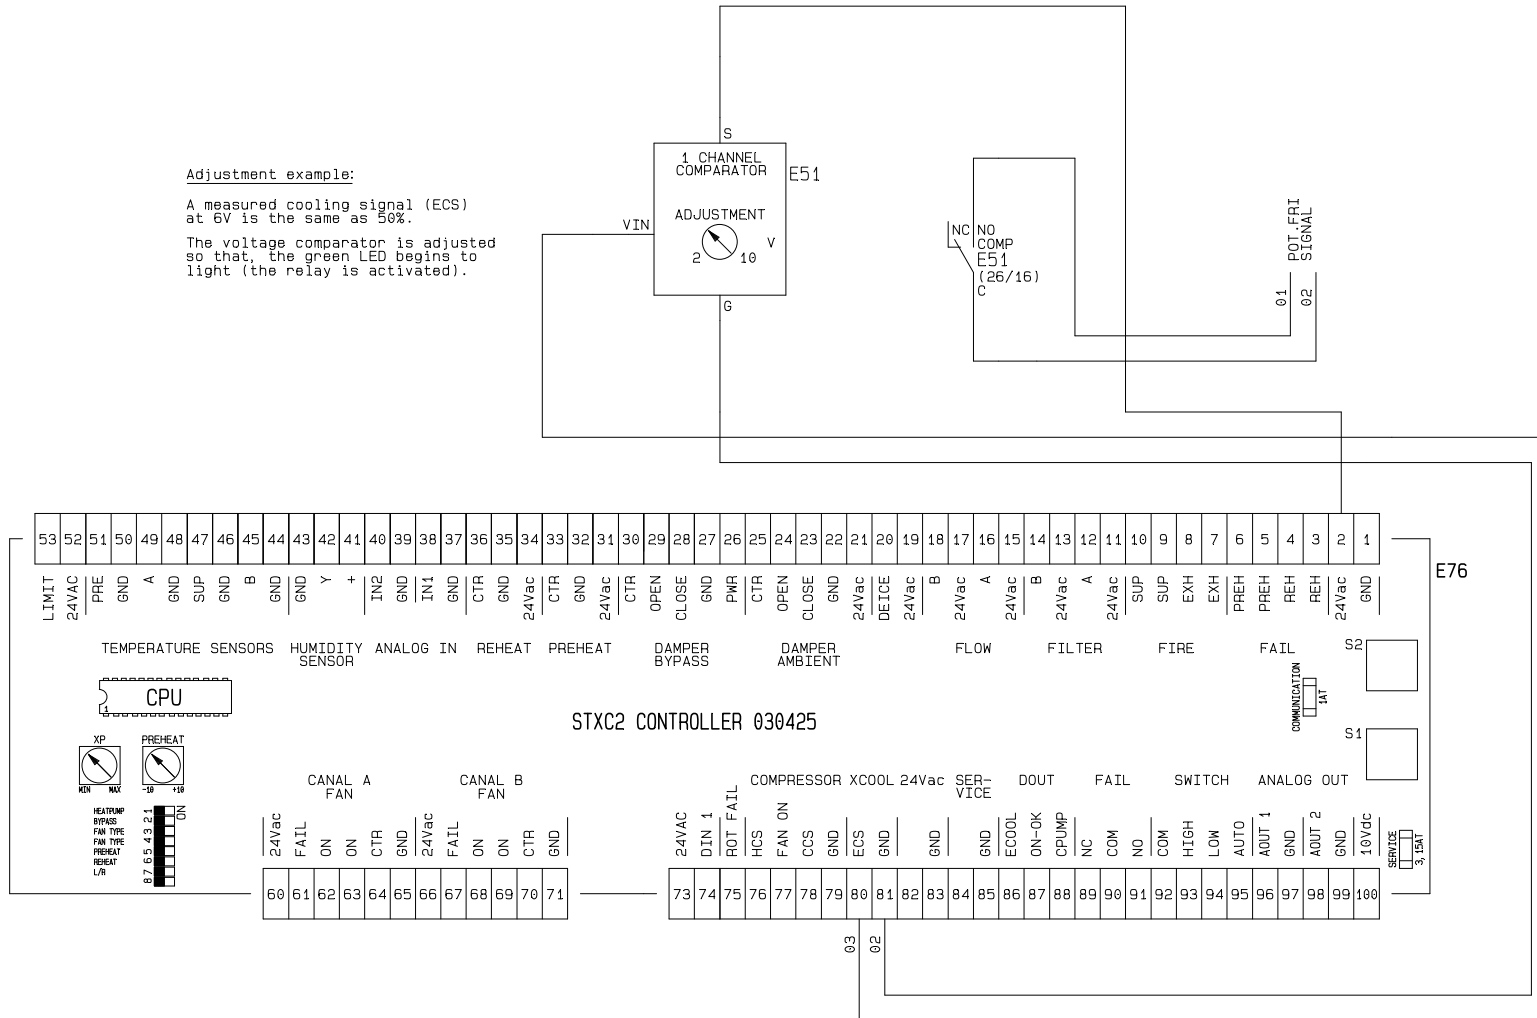 S
1 CHANNEL
COMPARATOR
E51
Adjustment example:
A measured cooling signal (ECS)
at 6V is the same as 50%.
The voltage comparator is adjusted
so that, the green LED begins to
light (the relay is activated).
VIN
ADJUSTMENT
V
2 10
G
NC NO
COMP
E51
(26/16)
C
POT.FRI
SIGNAL
01
02
53 52 51 50 49 48 47 46 45 44 43 42 41 40 39 38 37 36 35 34 33 32 31 30 29 28 27 26 25 24 23 22 21 20 19 18 17 16 15 14 13 12 11 10 9 8 7 6 5 4 3 2 1
E76
LIMIT 24VAC PRE GND A GND SUP GND B GND GND Y + IN2 GND IN1 GND CTR GND 24Vac CTR GND 24Vac CTR OPEN CLOSE GND PWR CTR OPEN CLOSE GND 24Vac DEICE 24Vac B 24Vac A 24Vac B 24Vac A 24Vac SUP SUP EXH EXH PREH PREH REH REH 24Vac GND
TEMPERATURE SENSORS HUMIDITY
SENSOR
ANALOG IN REHEAT PREHEAT DAMPER
BYPASS
DAMPER
AMBIENT
FLOW FILTER FIRE FAIL
S2
CPU
1
COMMUNICATION
1AT
STXC2 CONTROLLER 030425
S1
XP
MIN MAX
PREHEAT
-10 +10
HEATPUMP
BYPASS
FAN TYPE
FAN TYPE
PREHEAT
REHEAT
L/R
8 7 6 5 4 3 2 1
ON
CANAL A
FAN
CANAL B
FAN
COMPRESSOR XCOOL 24Vac SER-
VICE
DOUT FAIL SWITCH ANALOG OUT
24Vac FAIL ON ON CTR GND 24Vac FAIL ON ON CTR GND
24VAC DIN 1 ROT FAIL HCS FAN ON CCS GND ECS GND GND GND ECOOL ON-OK CPUMP NC COM NO COM HIGH LOW AUTO AOUT 1 GND AOUT 2 GND 10Vdc
SERVICE
3,15AT
60 61 62 63 64 65 66 67 68 69 70 71
73 74 75 76 77 78 79 80 81 82 83 84 85 86 87 88 89 90 91 92 93 94 95 96 97 98 99 100
03
02